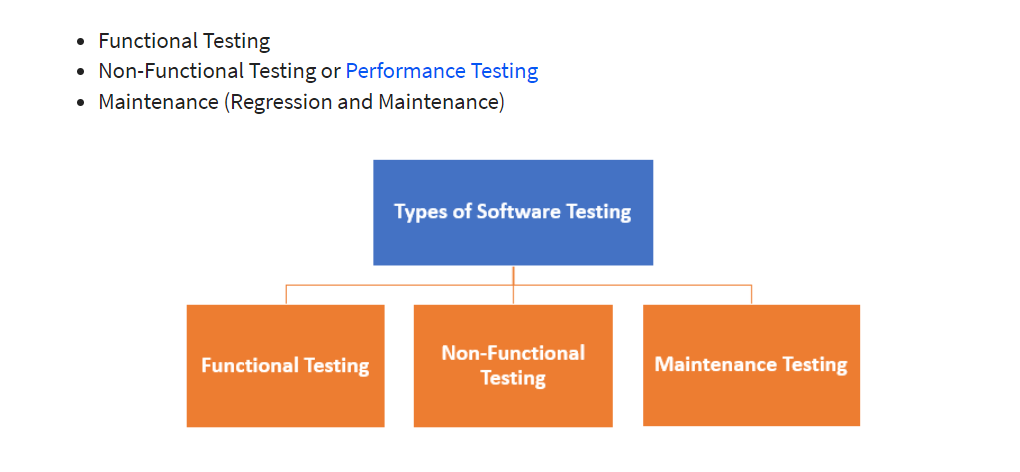 Functional Testing
Non-Functional Testing or Performance Testing
Maintenance (Regression and Maintenance)
Types of Software Testing
Functional Testing
Non-Functional
Testing
Maintenance Testing